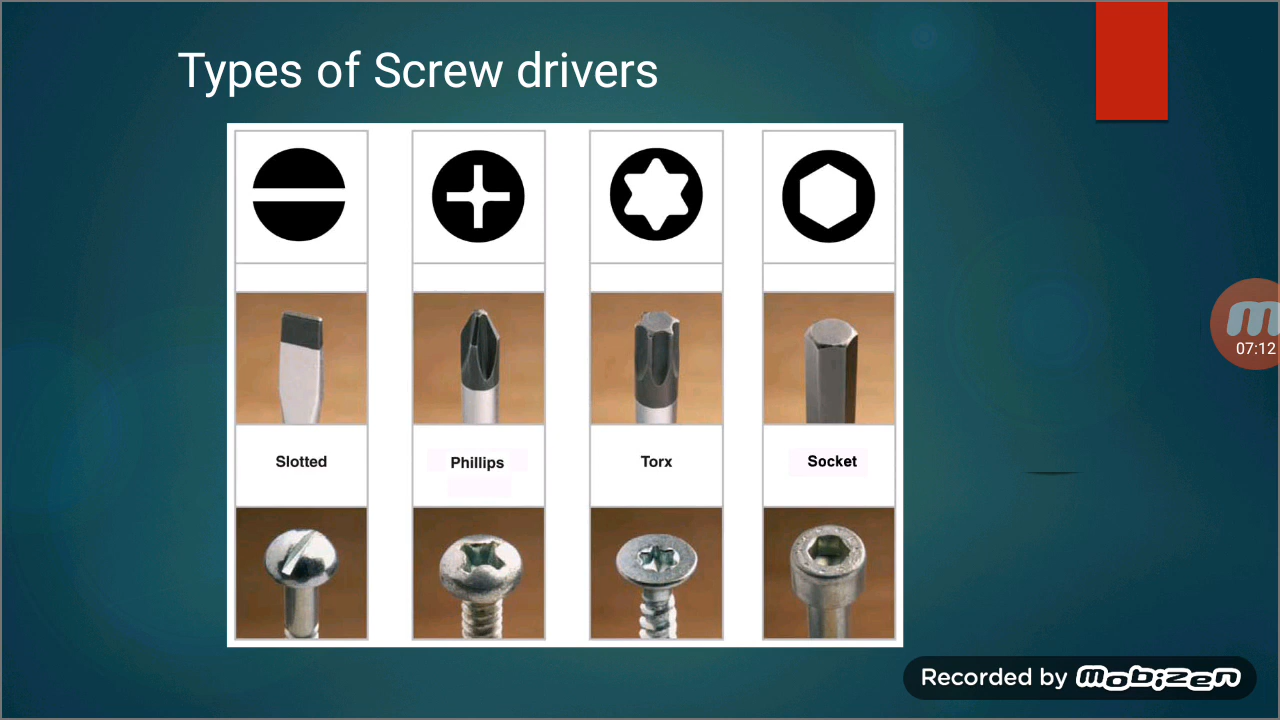 Types of Screw drivers
Slotted
Phillips
Torx
Socket
07:12
Recorded by mobizen